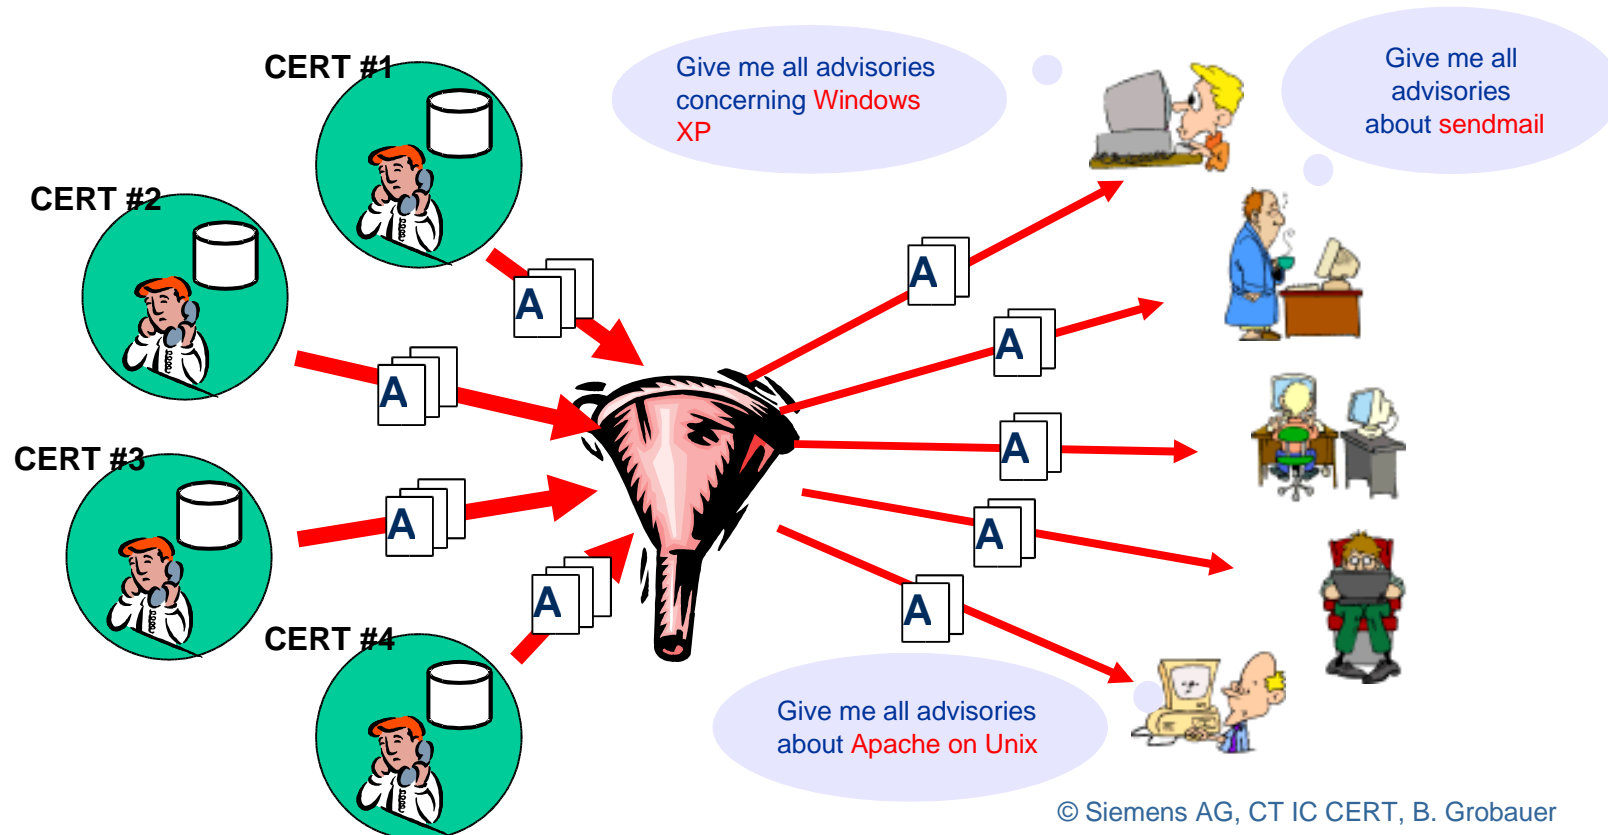 CERT #1
Give me all advisories
concerning Windows
XP
Give me all
advisories
about sendmail
CERT #2
A
A
A
A
CERT #3
A
A
A
A
A
CERT #4
Give me all advisories
about Apache on Unix
© Siemens AG, CT IC CERT, B. Grobauer